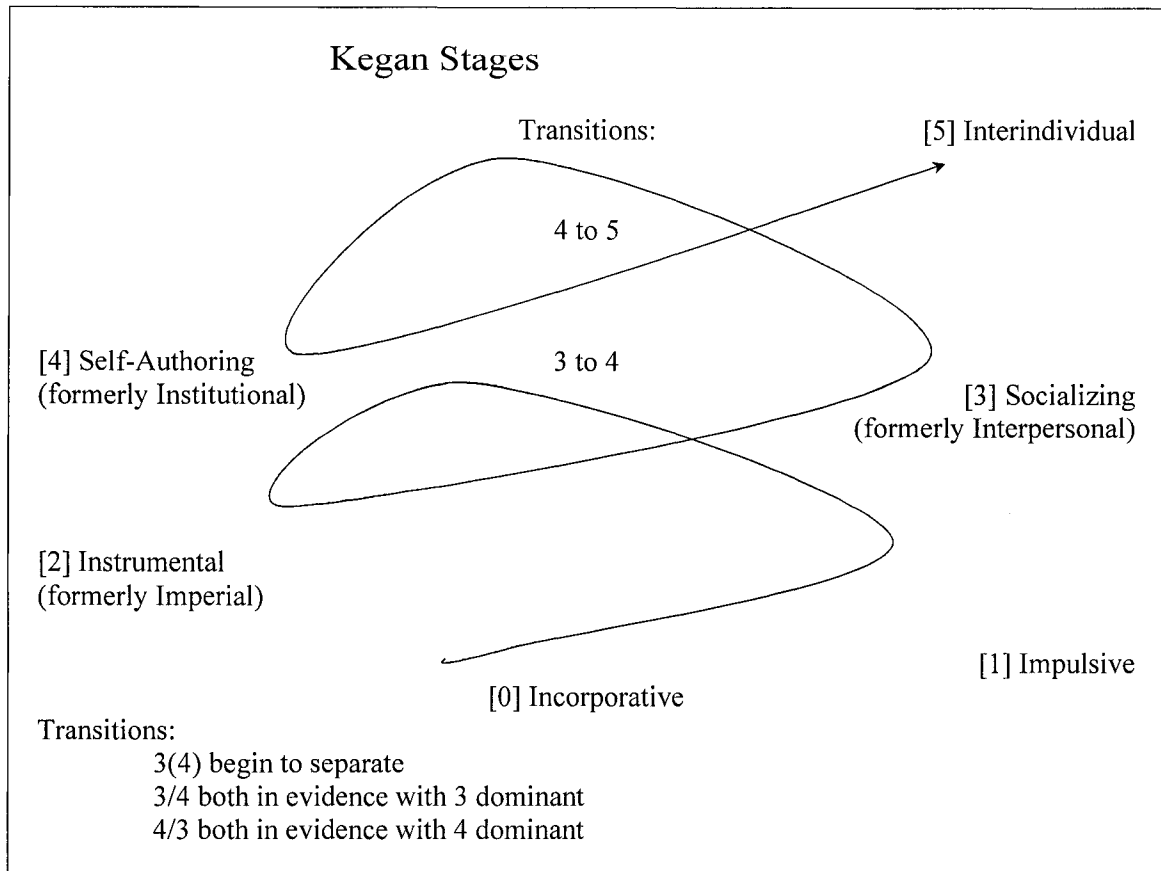 Kegan Stages
Transitions:
[5] Interindividual
4 to 5
[4] Self-Authoring
(formerly Institutional)
3 to 4
[3] Socializing
(formerly Interpersonal)
[2] Instrumental
(formerly Imperial)
[1] Impulsive
[0] Incorporative
Transitions:
3(4) begin to separate
3/4 both in evidence with 3 dominant
4/3 both in evidence with 4 dominant